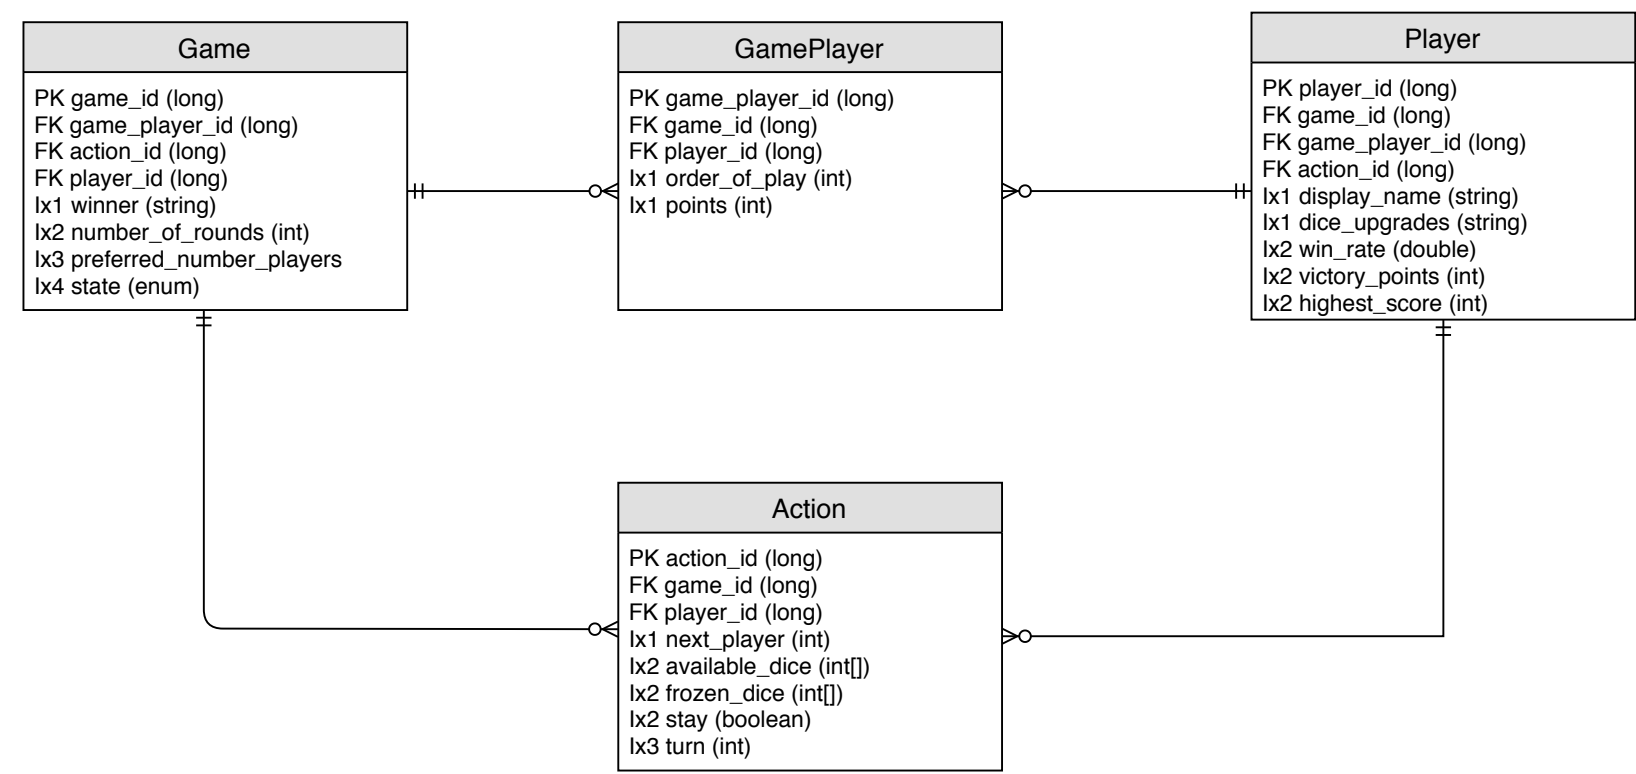 Game
PK game_id (long)
FK game_player_id (long)
FK action_id (long)
FK player_id (long)
Ix1 winner (string)
Ix2 number_of_rounds (int)
Ix3 preferred_number_players
Ix4 state (enum)
GamePlayer
PK game_player_id (long)
FK game_id (long)
FK player_id (long)
Ix1 order_of_play (int)
Ix1 points (int)
Player
PK player_id (long)
FK game_id (long)
FK game_player_id (long)
FK action_id (long)
Ix1 display_name (string)
Ix1 dice_upgrades (string)
Ix2 win_rate (double)
Ix2 victory_points (int)
Ix2 highest_score (int)
Action
PK action_id (long)
FK game_id (long)
FK player_id (long)
Ix1 next_player (int)
Ix2 available_dice (int[])
Ix2 frozen_dice (int[])
Ix2 stay (boolean)
Ix3 turn (int)